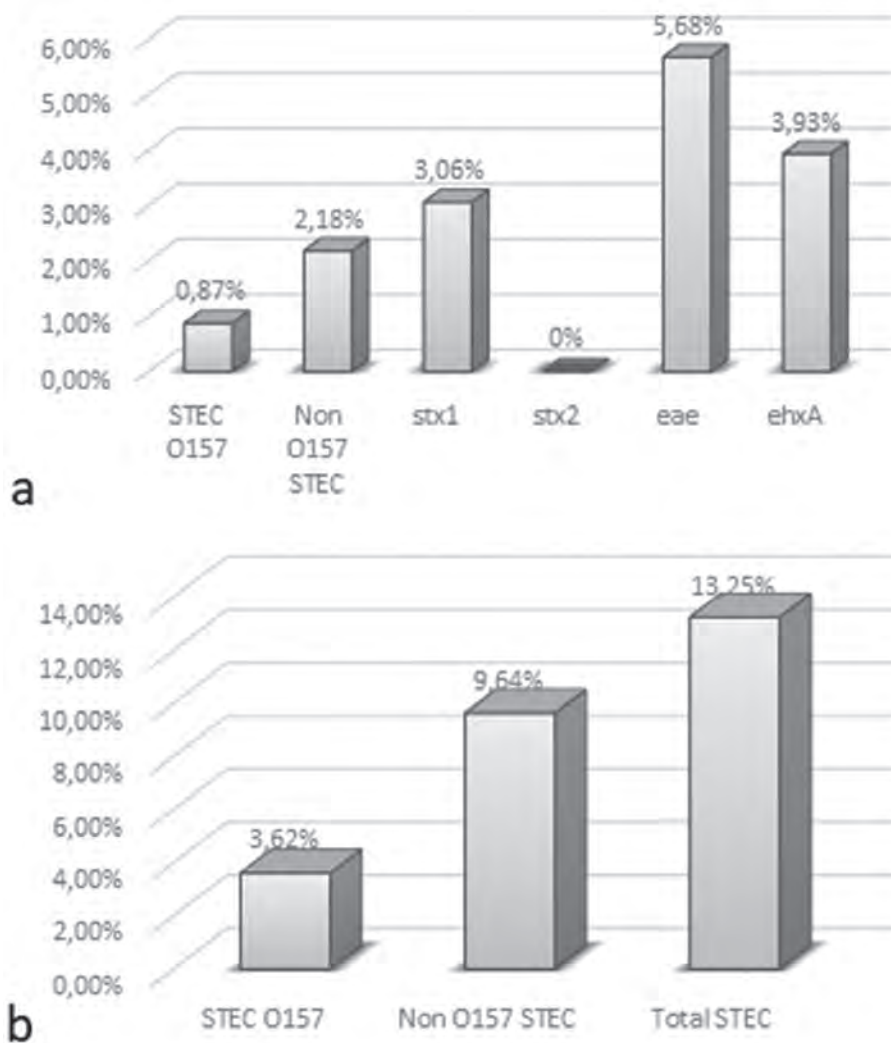 6,00%
5,00%
4,00%
3,00%
2,00%
1,00%
0,00%
0,87%
2,18%
3,06%
0%
5,68%
3,93%
STEC
O157
Non
O157
STEC
stx1
stx2
eae
ehxA
a
14,00%
12,00%
10,00%
8,00%
6,00%
4,00%
2,00%
0,00%
3,62%
9,64%
13,25%
STEC O157
Non O157 STEC
Total STEC
b